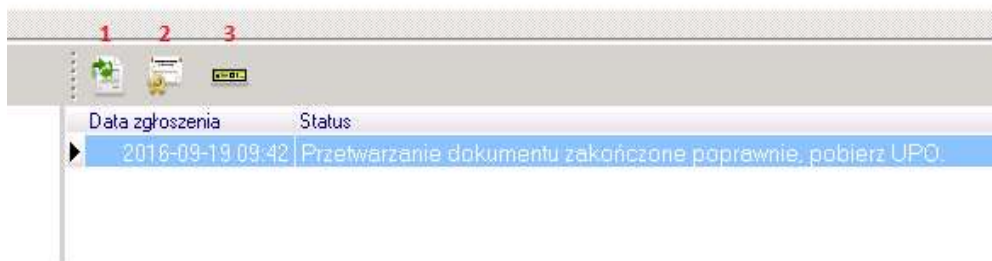 1 2 3
Data zgłoszenia Status
2016-09-19 09:42 Przetwarzanie dokumentu zakończone poprawnie, pobierz UPO.